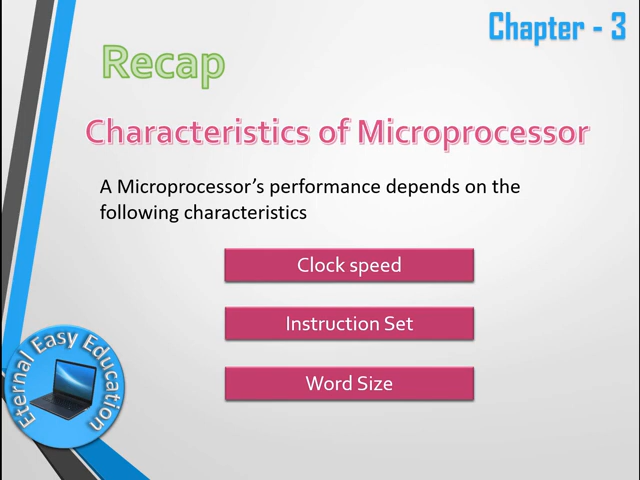 Chapter - 3
Recap
Characteristics of Microprocessor
A Microprocessor's performance depends on the
following characteristics
Clock speed
Instruction Set
Word Size
Eternal Easy Education